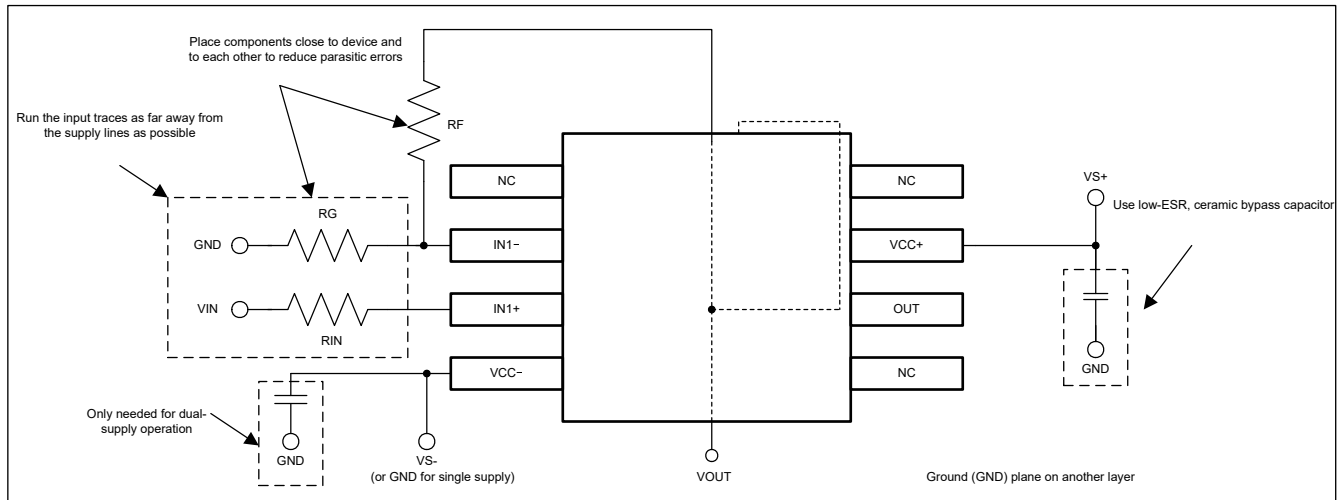 Place components close to device and
to each other to reduce parasitic errors
Run the input traces as far away from
the supply lines as possible
RF
NC
NC
VS+
Use low-ESR, ceramic bypass capacitor
RG
GND
IN1−
VCC+
VIN
IN1+
OUT
RIN
GND
VCC−
NC
Only needed for dual-
supply operation
GND
VS-
(or GND for single supply)
VOUT
Ground (GND) plane on another layer